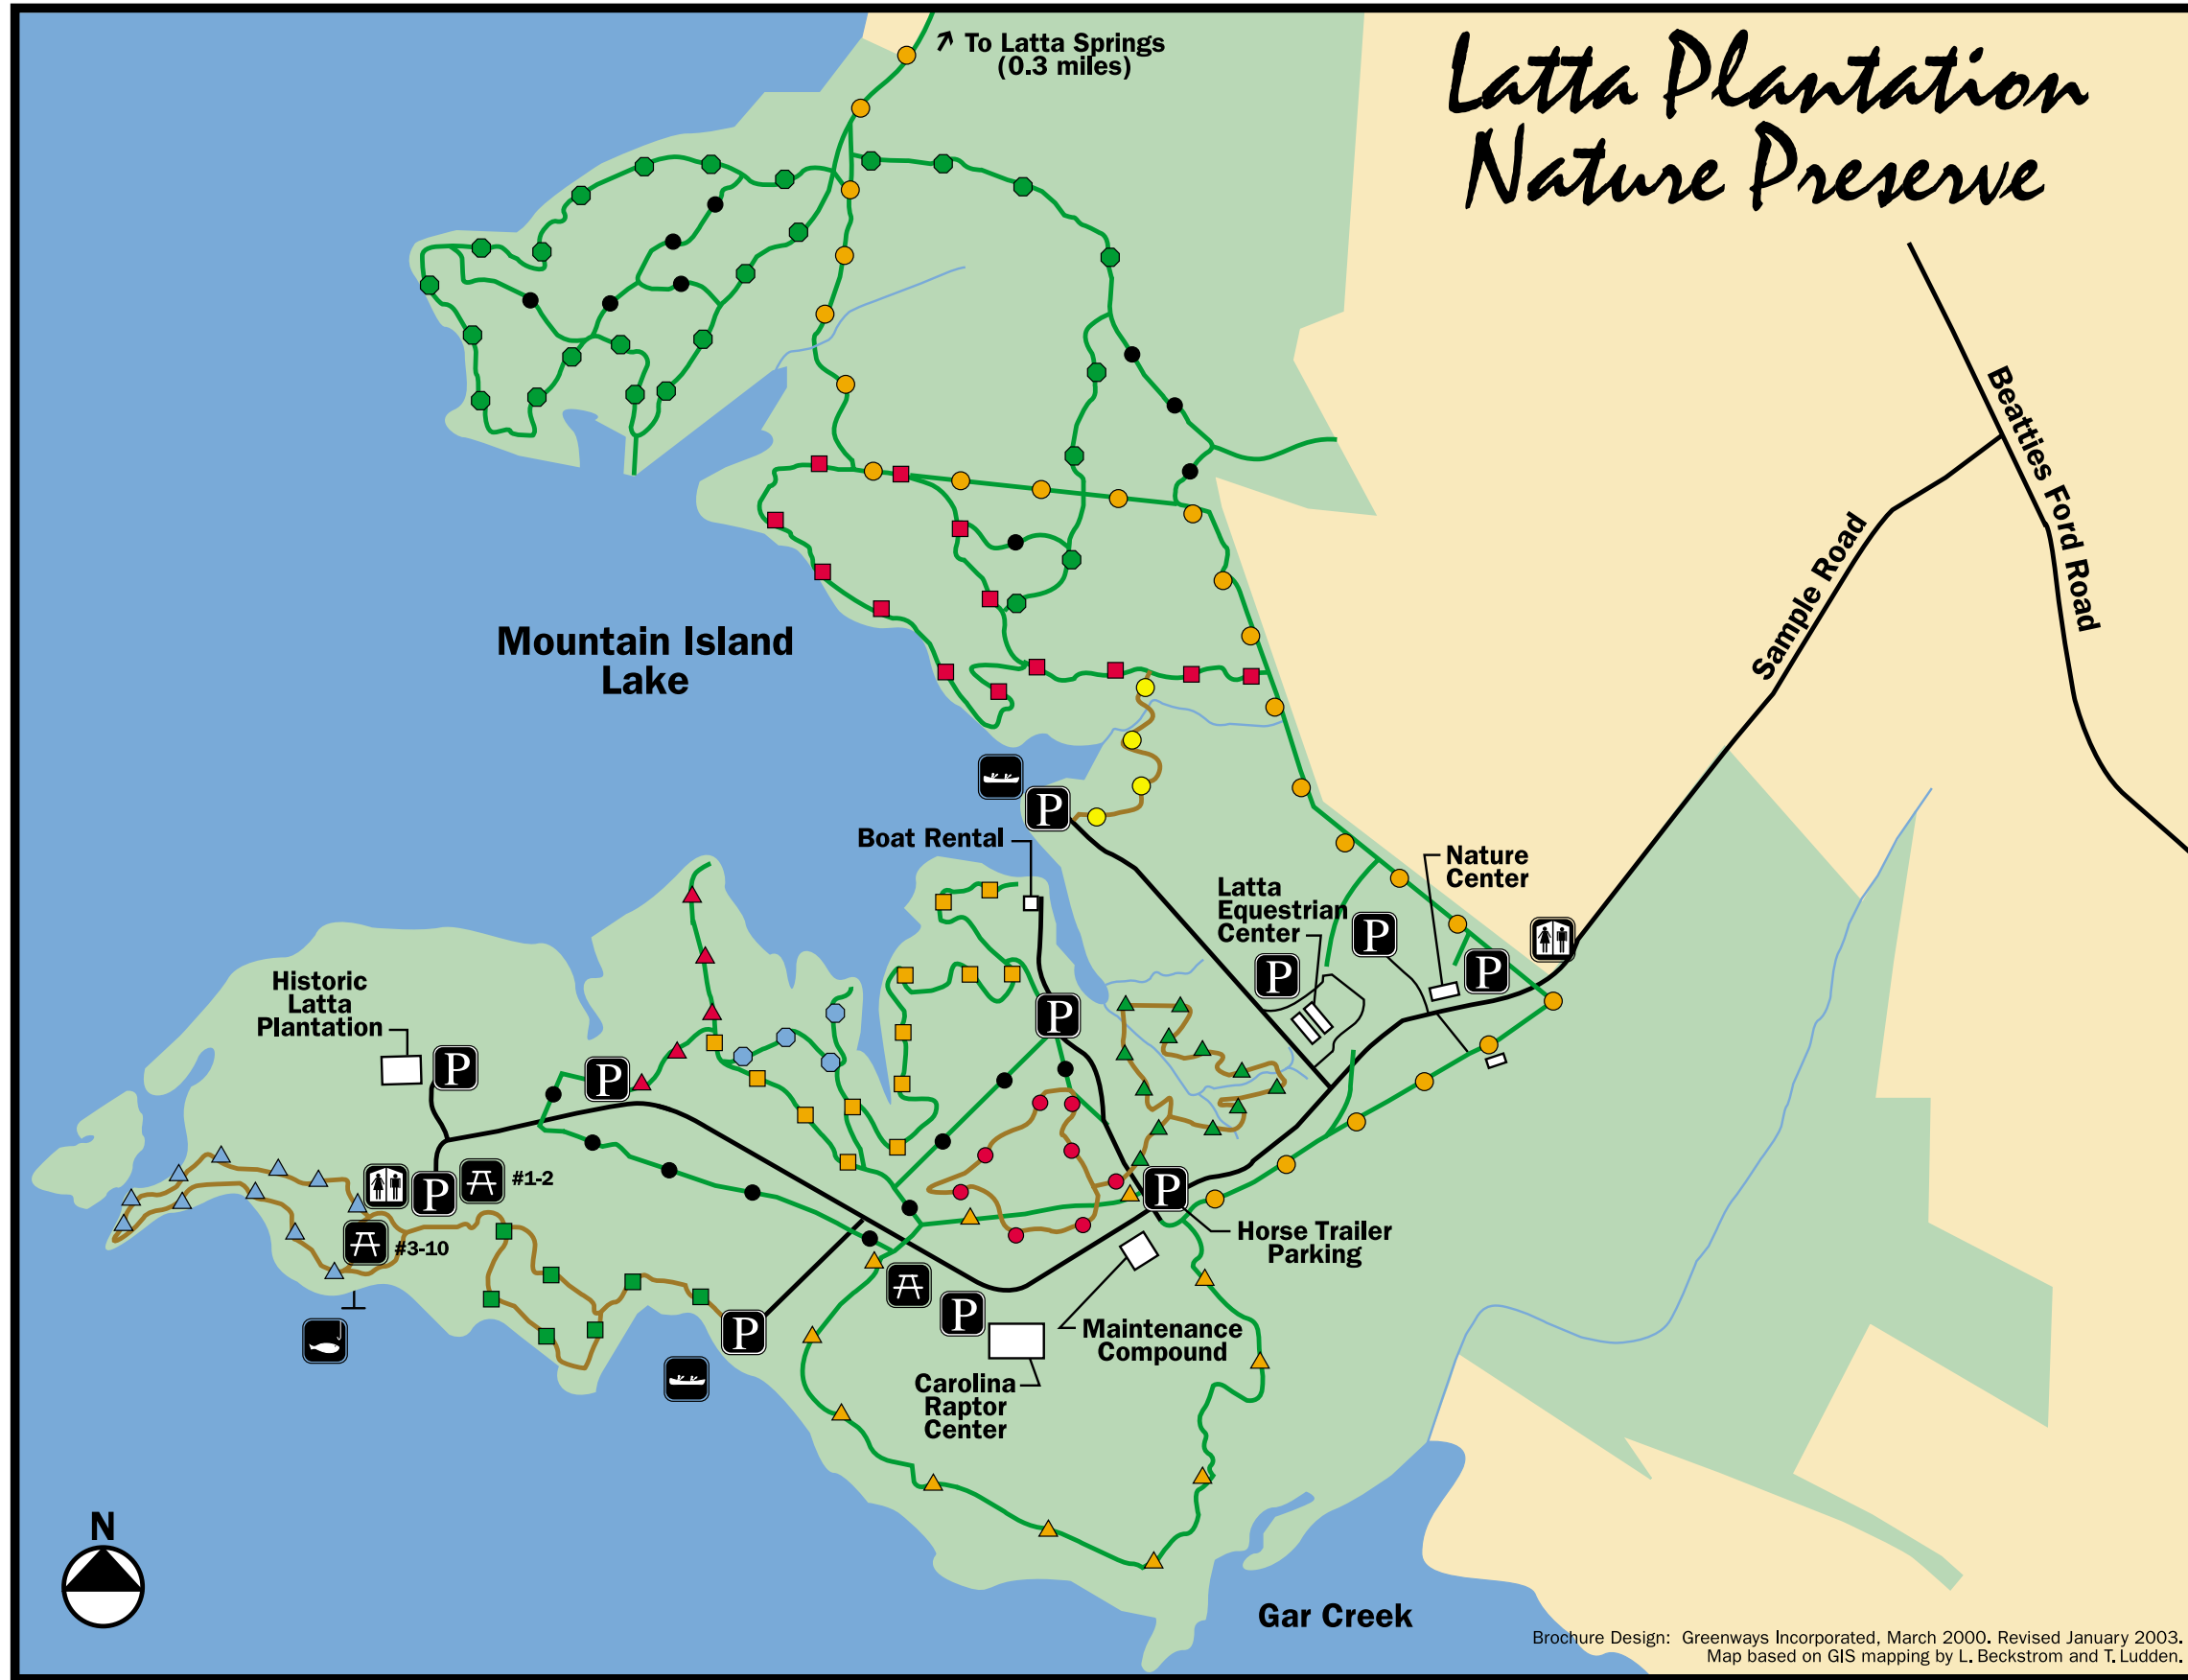 To Latta Springs
(0.3 miles)
Latta Plantation
Nature Preserve
Beatties Ford Road
Sample Road
Mountain Island
Lake
P
Boat Rental
Nature
Center
Latta
Equestrian
Center
P
P
P
Historic
Latta
Plantation
P
P
P
#1-2
P
P
#3-10
Horse Trailer
Parking
P
P
Maintenance
Compound
Carolina
Raptor
Center
N
Gar Creek
Brochure Design: Greenways Incorporated, March 2000. Revised January 2003.
Map based on GIS mapping by L. Beckstrom and T. Ludden.